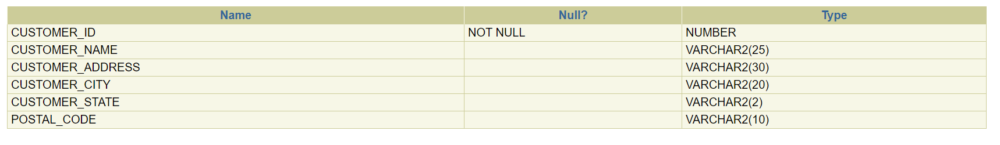 Name Null? Type
CUSTOMER_ID NOT NULL NUMBER
CUSTOMER_NAME VARCHAR2(25)
CUSTOMER_ADDRESS VARCHAR2(30)
CUSTOMER_CITY VARCHAR2(20)
CUSTOMER_STATE VARCHAR2(2)
POSTAL_CODE VARCHAR2(10)